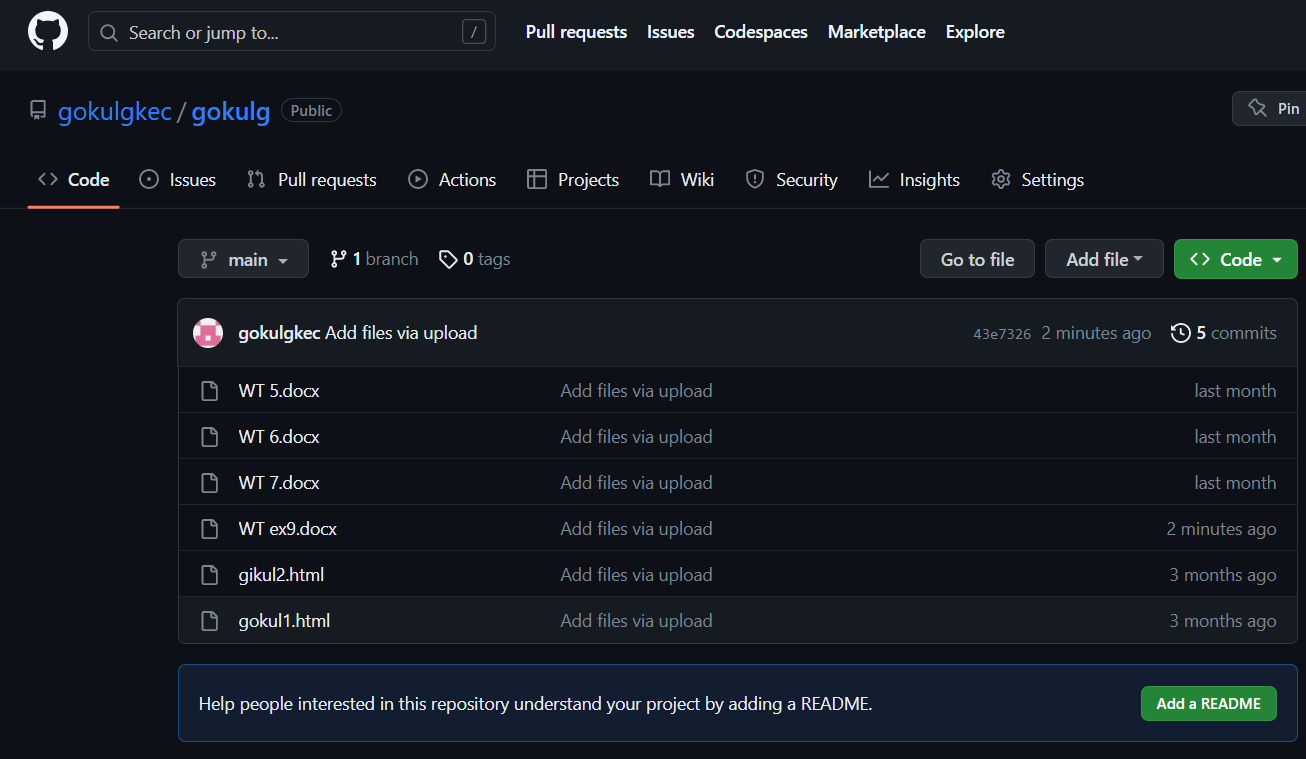 Search or jump to... / Pull requests Issues Codespaces Marketplace Explore
gokulgkec / gokulg Public Pin
Code Issues Pull requests Actions Projects Wiki Security Insights Settings
main 1 branch 0 tags Go to file Add file Code
gokulgkec Add files via upload 43e7326 2 minutes ago 5 commits
WT 5.docx Add files via upload last month
WT 6.docx Add files via upload last month
WT 7.docx Add files via upload last month
WT ex9.docx Add files via upload 2 minutes ago
gikul2.html Add files via upload 3 months ago
gokul1.html Add files via upload 3 months ago
Help people interested in this repository understand your project by adding a README. Add a README